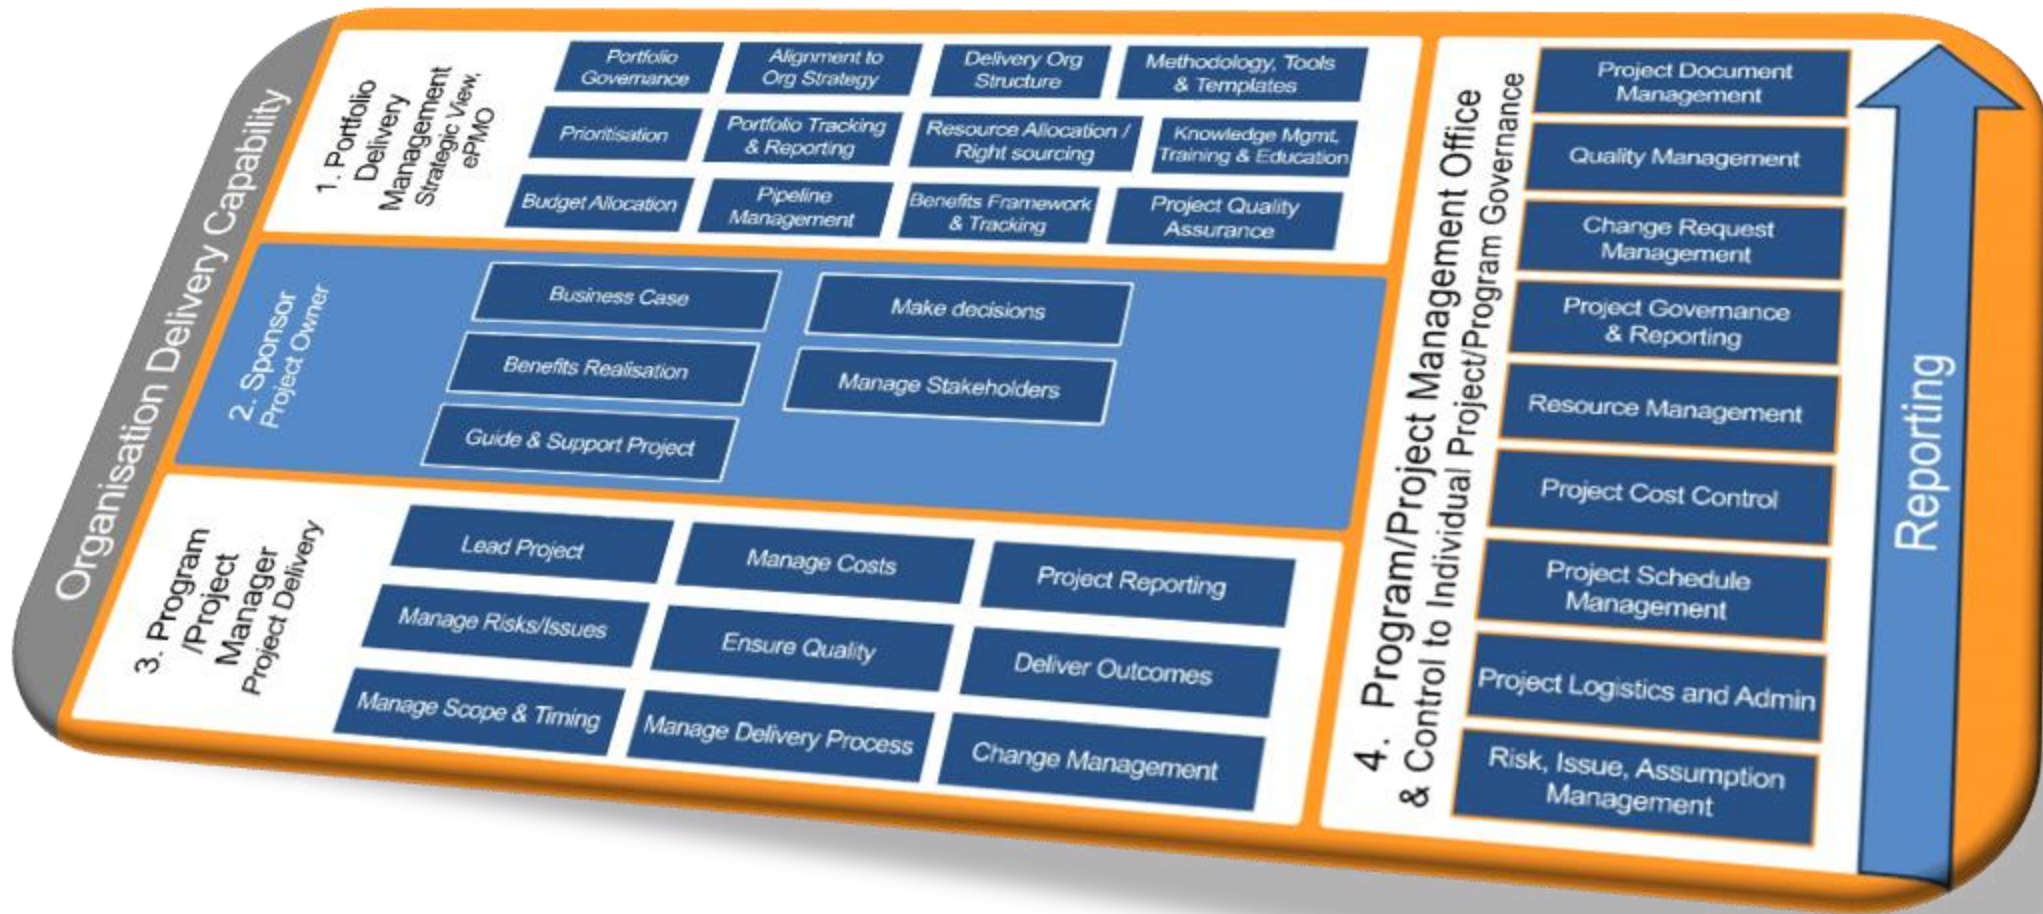 Organisation Delivery Capability
1. Portfolio
Delivery
Management
Strategic View,
ePMO
Portfolio
Governance
Alignment to
Org Strategy
Delivery Org
Structure
Methodology, Tools
& Templates
Prioritisation
Portfolio Tracking
& Reporting
Resource Allocation /
Right sourcing
Knowledge Mgmt,
Training & Education
Budget Allocation
Pipeline
Management
Benefits Framework
& Tracking
Project Quality
Assurance
2. Sponsor
Project Owner
Business Case
Make decisions
Benefits Realisation
Manage Stakeholders
Guide & Support Project
3. Program
/Project
Manager
Project Delivery
Lead Project
Manage Costs
Project Reporting
Manage Risks/Issues
Ensure Quality
Deliver Outcomes
Manage Scope & Timing
Manage Delivery Process
Change Management
4. Program/Project Management Office
& Control to Individual Project/Program Governance
Project Document
Management
Quality Management
Change Request
Management
Project Governance
& Reporting
Resource Management
Project Cost Control
Project Schedule
Management
Project Logistics and Admin
Risk, Issue, Assumption
Management
Reporting